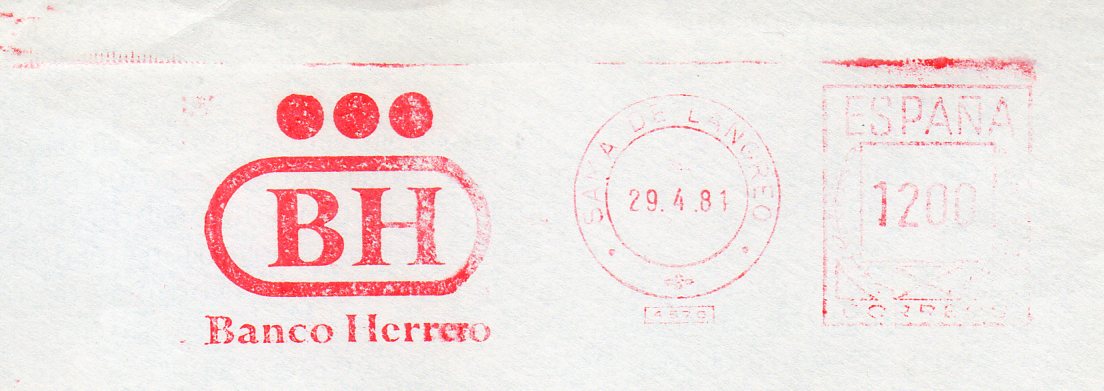 BH
Banco Herrero
SAMA DE LANGREO
29.4.81
ESPAÑA
1200
CORREOS